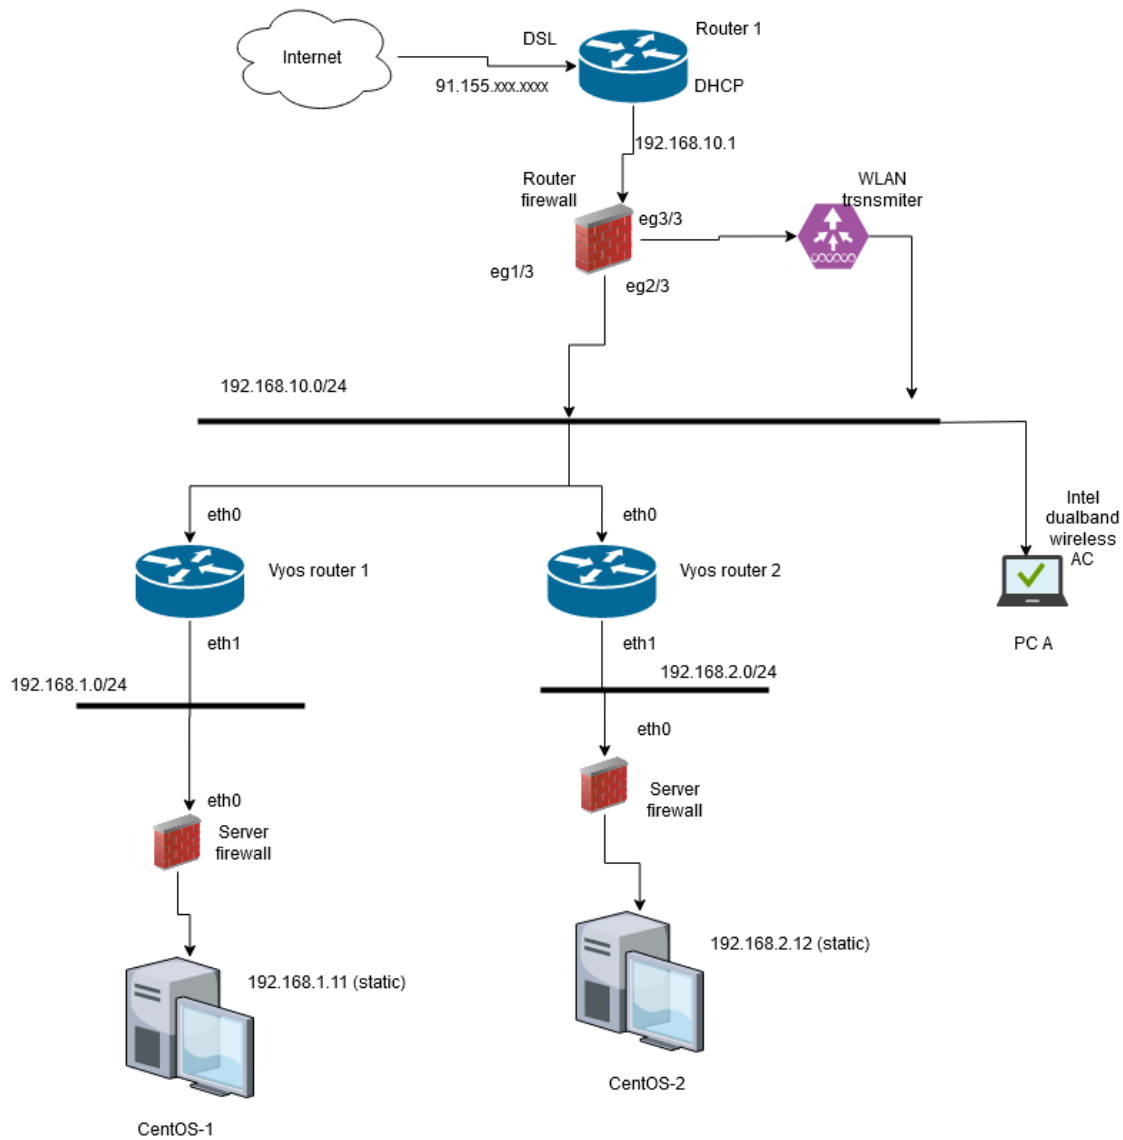 Internet
DSL
91.155.xxx.xxxx
Router 1
DHCP
192.168.10.1
Router
firewall
eg3/3
eg1/3
eg2/3
WLAN
trsnsmiter
192.168.10.0/24
eth0
eth0
Vyos router 1
Vyos router 2
Intel
dualband
wireless
AC
PC A
eth1
eth1
192.168.1.0/24
192.168.2.0/24
eth0
eth0
Server
firewall
Server
firewall
192.168.1.11 (static)
192.168.2.12 (static)
CentOS-2
CentOS-1